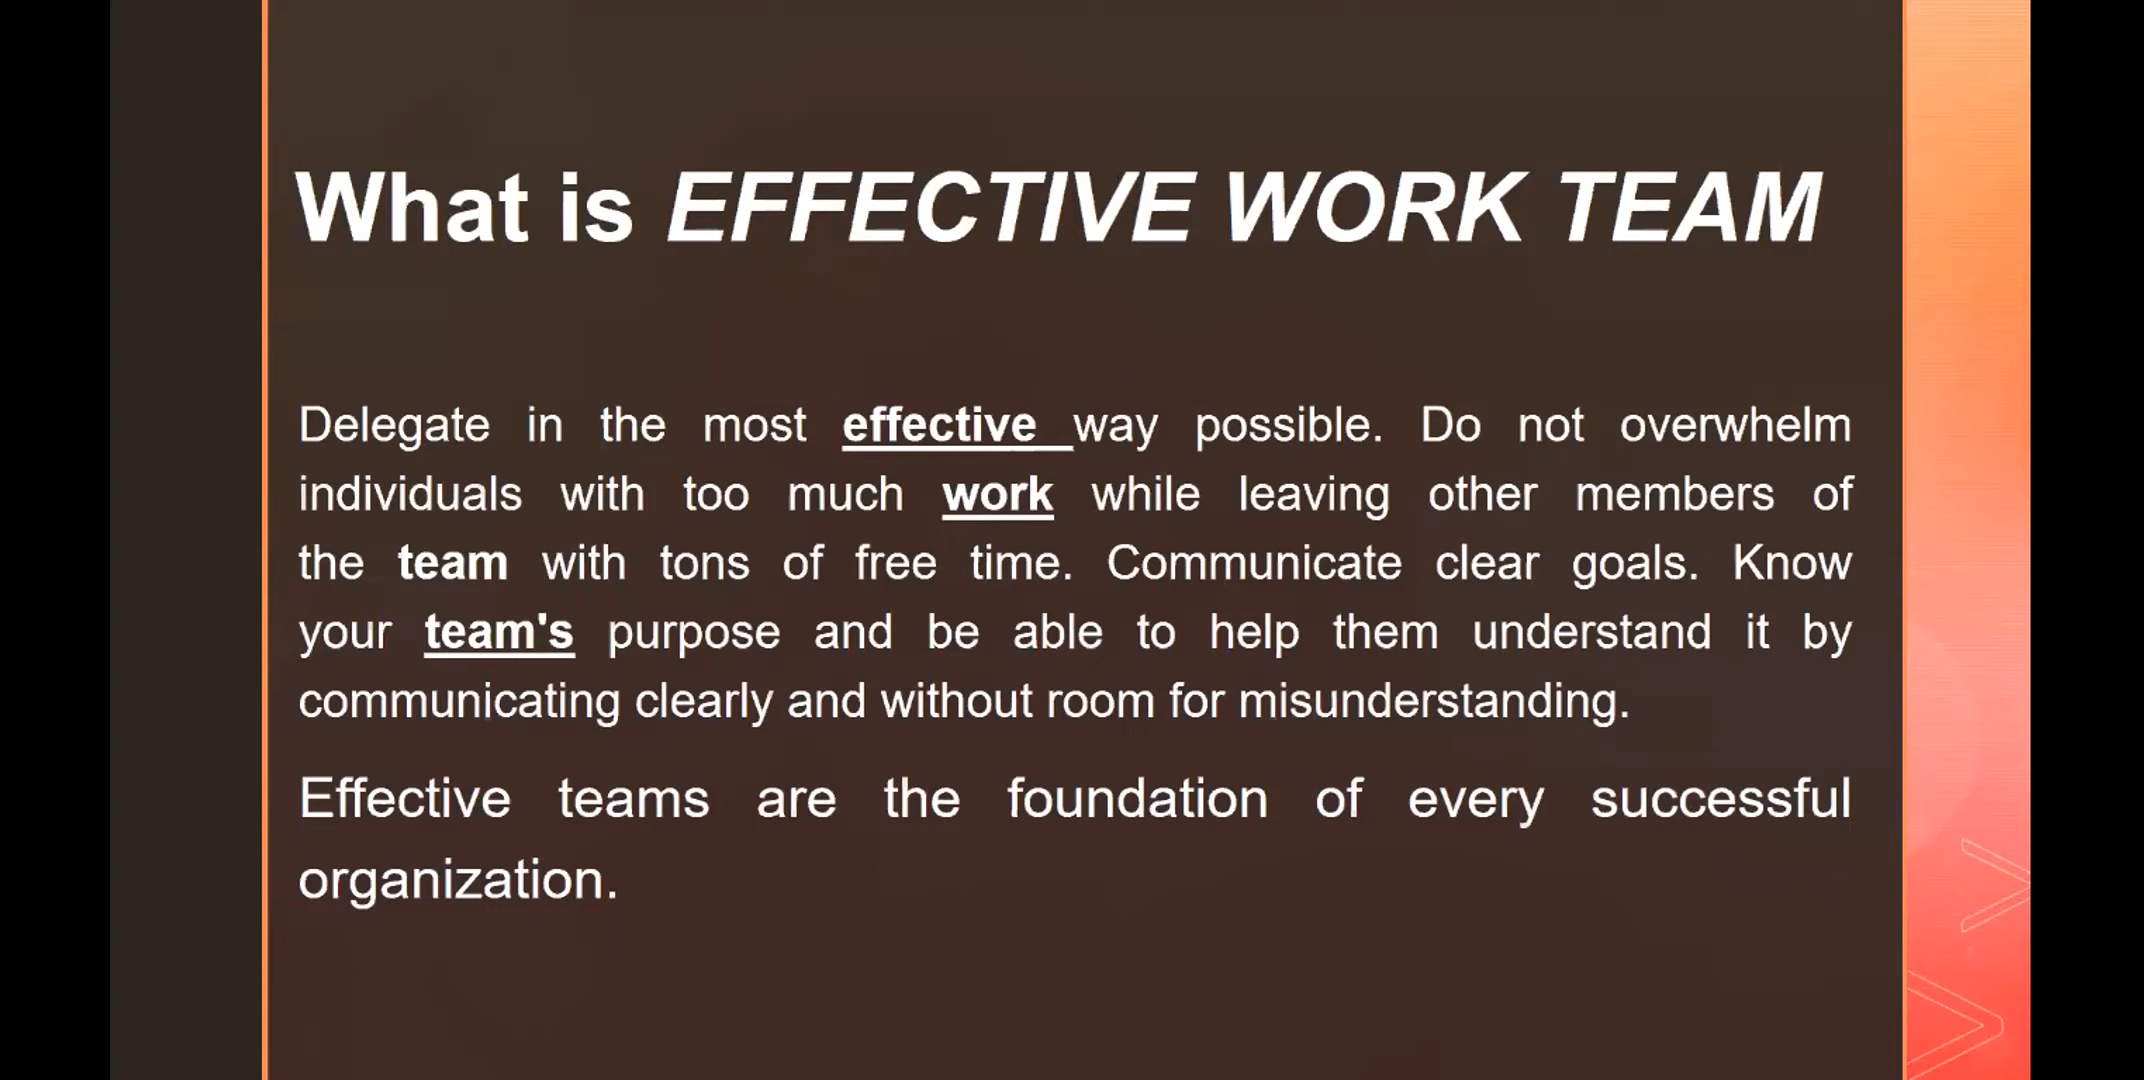 What is EFFECTIVE WORK TEAM
Delegate in the most effective way possible. Do not overwhelm
individuals with too much work while leaving other members of
the team with tons of free time. Communicate clear goals. Know
your team's purpose and be able to help them understand it by
communicating clearly and without room for misunderstanding.
Effective teams are the foundation of every successful
organization.